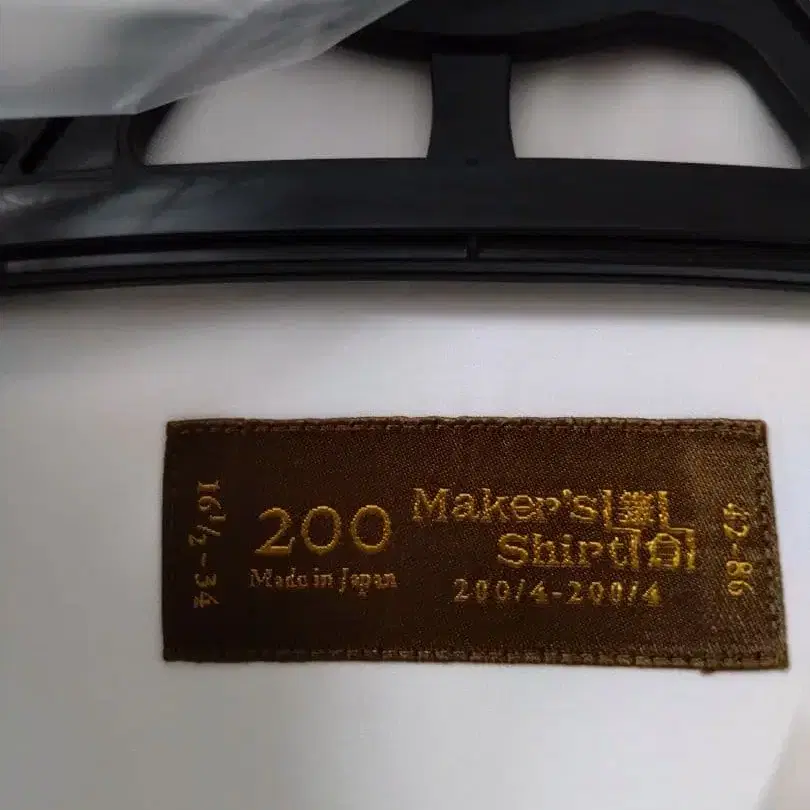 16 1/2-34
200
Made in Japan
Maker's 鎌
Shirt 倉
200/4-200/4
42-86